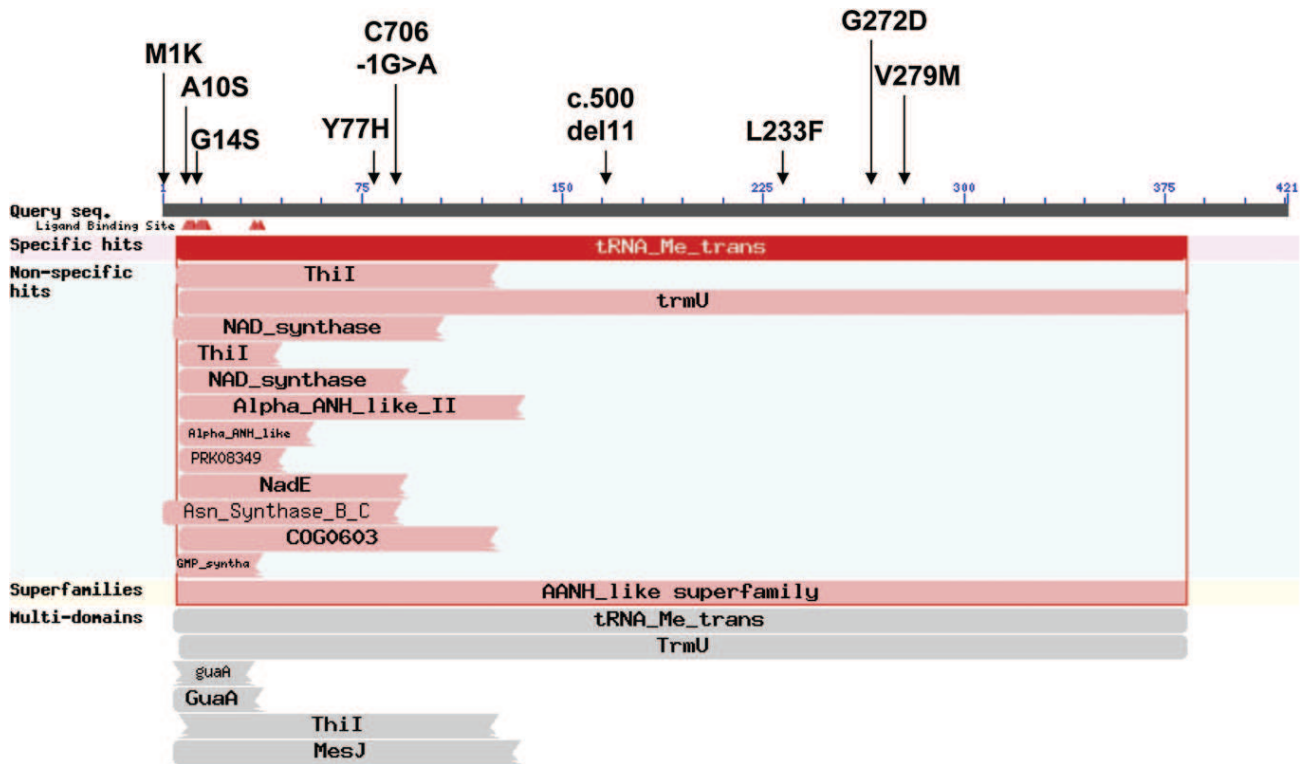 G272D
C706
-1G>A
M1K
V279M
A10S
c.500
del11
Y77H
L233F
G14S
1 75 150 225 300 375 421
Query seq.
Ligand Binding Site
Specific hits tRNA_Me_trans
Non-specific
hits
ThiI
trmU
NAD_synthase
ThiI
NAD_synthase
Alpha_ANH_like_II
Alpha_ANH_like
PRK08349
NadE
Asn_Synthase_B_C
COG0603
GMP_syntha
Superfamilies AANH_like superfamily
Multi-domains tRNA_Me_trans
TrmU
guaA
GuaA
ThiI
MesJ